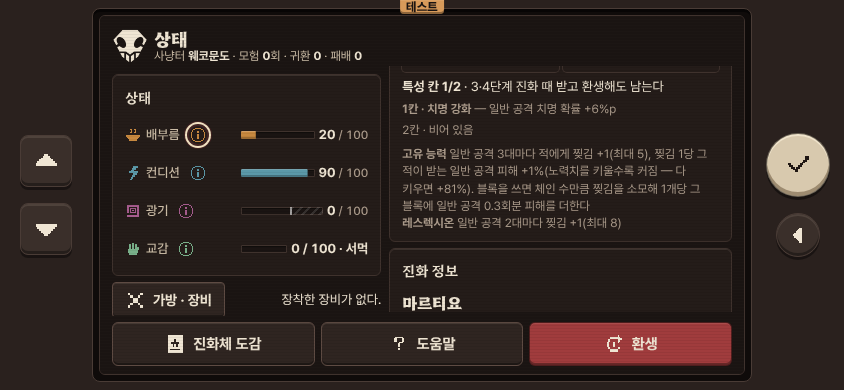 테스트
상태
사냥터 웨코문도 · 모험 0회 · 귀환 0 · 패배 0
상태
배부름 20 / 100
컨디션 90 / 100
광기 0 / 100
교감 0 / 100 · 서먹
가방 · 장비
장착한 장비가 없다.
특성 칸 1/2 · 3·4단계 진화 때 받고 환생해도 남는다
1칸 · 치명 강화 — 일반 공격 치명 확률 +6%p
2칸 · 비어 있음
고유 능력 일반 공격 3대마다 적에게 찢김 +1(최대 5), 찢김 1당 그
적이 받는 일반 공격 피해 +1%(노력치를 키울수록 커짐 — 다
키우면 +81%). 블록을 쓰면 체인 수만큼 찢김을 소모해 1개당 그
블록에 일반 공격 0.3회분 피해를 더한다
레스렉시온 일반 공격 2대마다 찢김 +1(최대 8)
진화 정보
마르티요
진화체 도감
? 도움말
환생